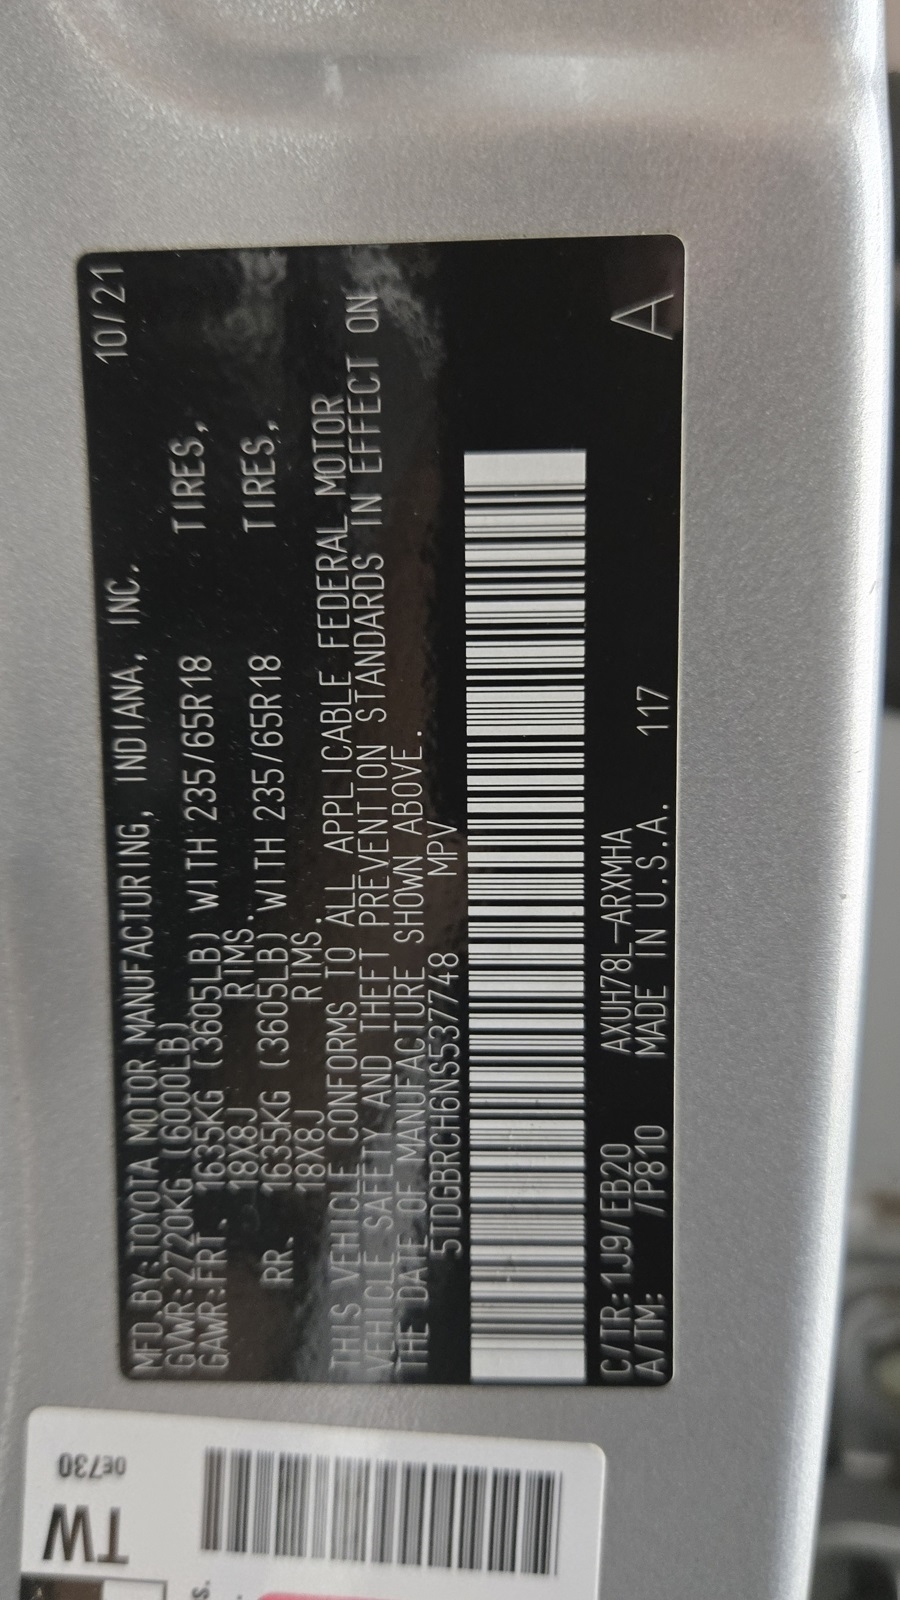 MFD.BY:TOYOTA MOTOR MANUFACTURING, INDIANA, INC. 10/21
GVWR:2720KG (6000LB)
GAWR:FRT. 1635KG (3605LB) WITH 235/65R18 TIRES,
18X8J RIMS.
RR. 1635KG (3605LB) WITH 235/65R18 TIRES,
18X8J RIMS.
THIS VEHICLE CONFORMS TO ALL APPLICABLE FEDERAL MOTOR
VEHICLE SAFETY AND THEFT PREVENTION STANDARDS IN EFFECT ON
THE DATE OF MANUFACTURE SHOWN ABOVE.
5TDGBRCH6NS537748 MPV
C/TR:1J9/EB20 AXUH78L-ARXMHA
A/TM: /P810 MADE IN U.S.A. 117 A
0E730
TW